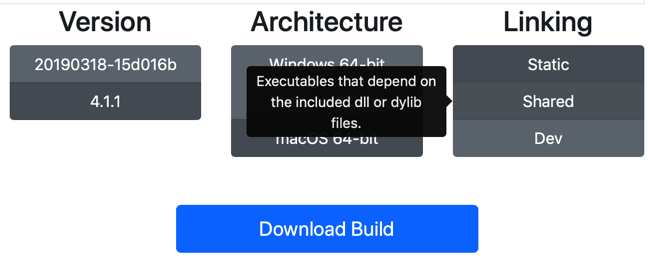 Version
Architecture
Linking
20190318-15d016b
4.1.1
Windows 64-bit
Executables that depend on
the included dll or dylib
files.
macOS 64-bit
Static
Shared
Dev
Download Build